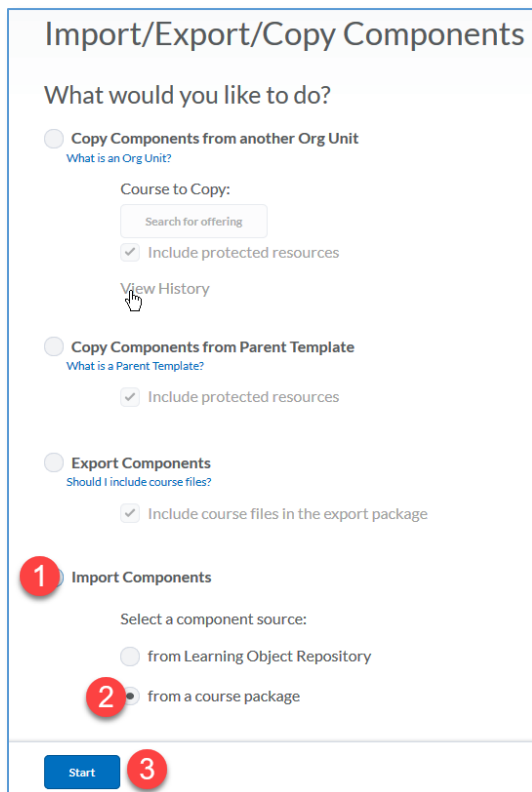 Import/Export/Copy Components
What would you like to do?
Copy Components from another Org Unit
What is an Org Unit?
Course to Copy:
Search for offering
Include protected resources
View History
Copy Components from Parent Template
What is a Parent Template?
Include protected resources
Export Components
Should I include course files?
Include course files in the export package
1 Import Components
Select a component source:
from Learning Object Repository
2 from a course package
Start 3